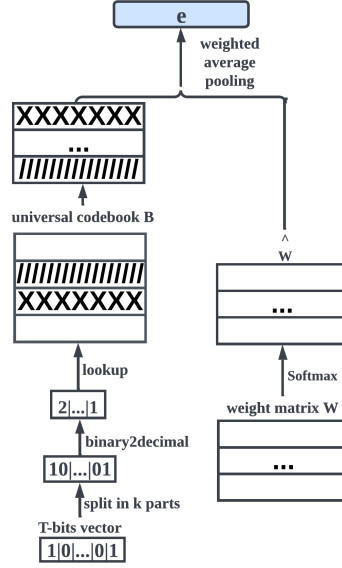 e
weighted
average
pooling
XXXXXXX
...
///////////////
universal codebook B
///////////////
XXXXXXX
lookup
2|...|1
binary2decimal
10|...|01
split in k parts
T-bits vector
1|0|...|0|1
^
W
...
Softmax
weight matrix W
...